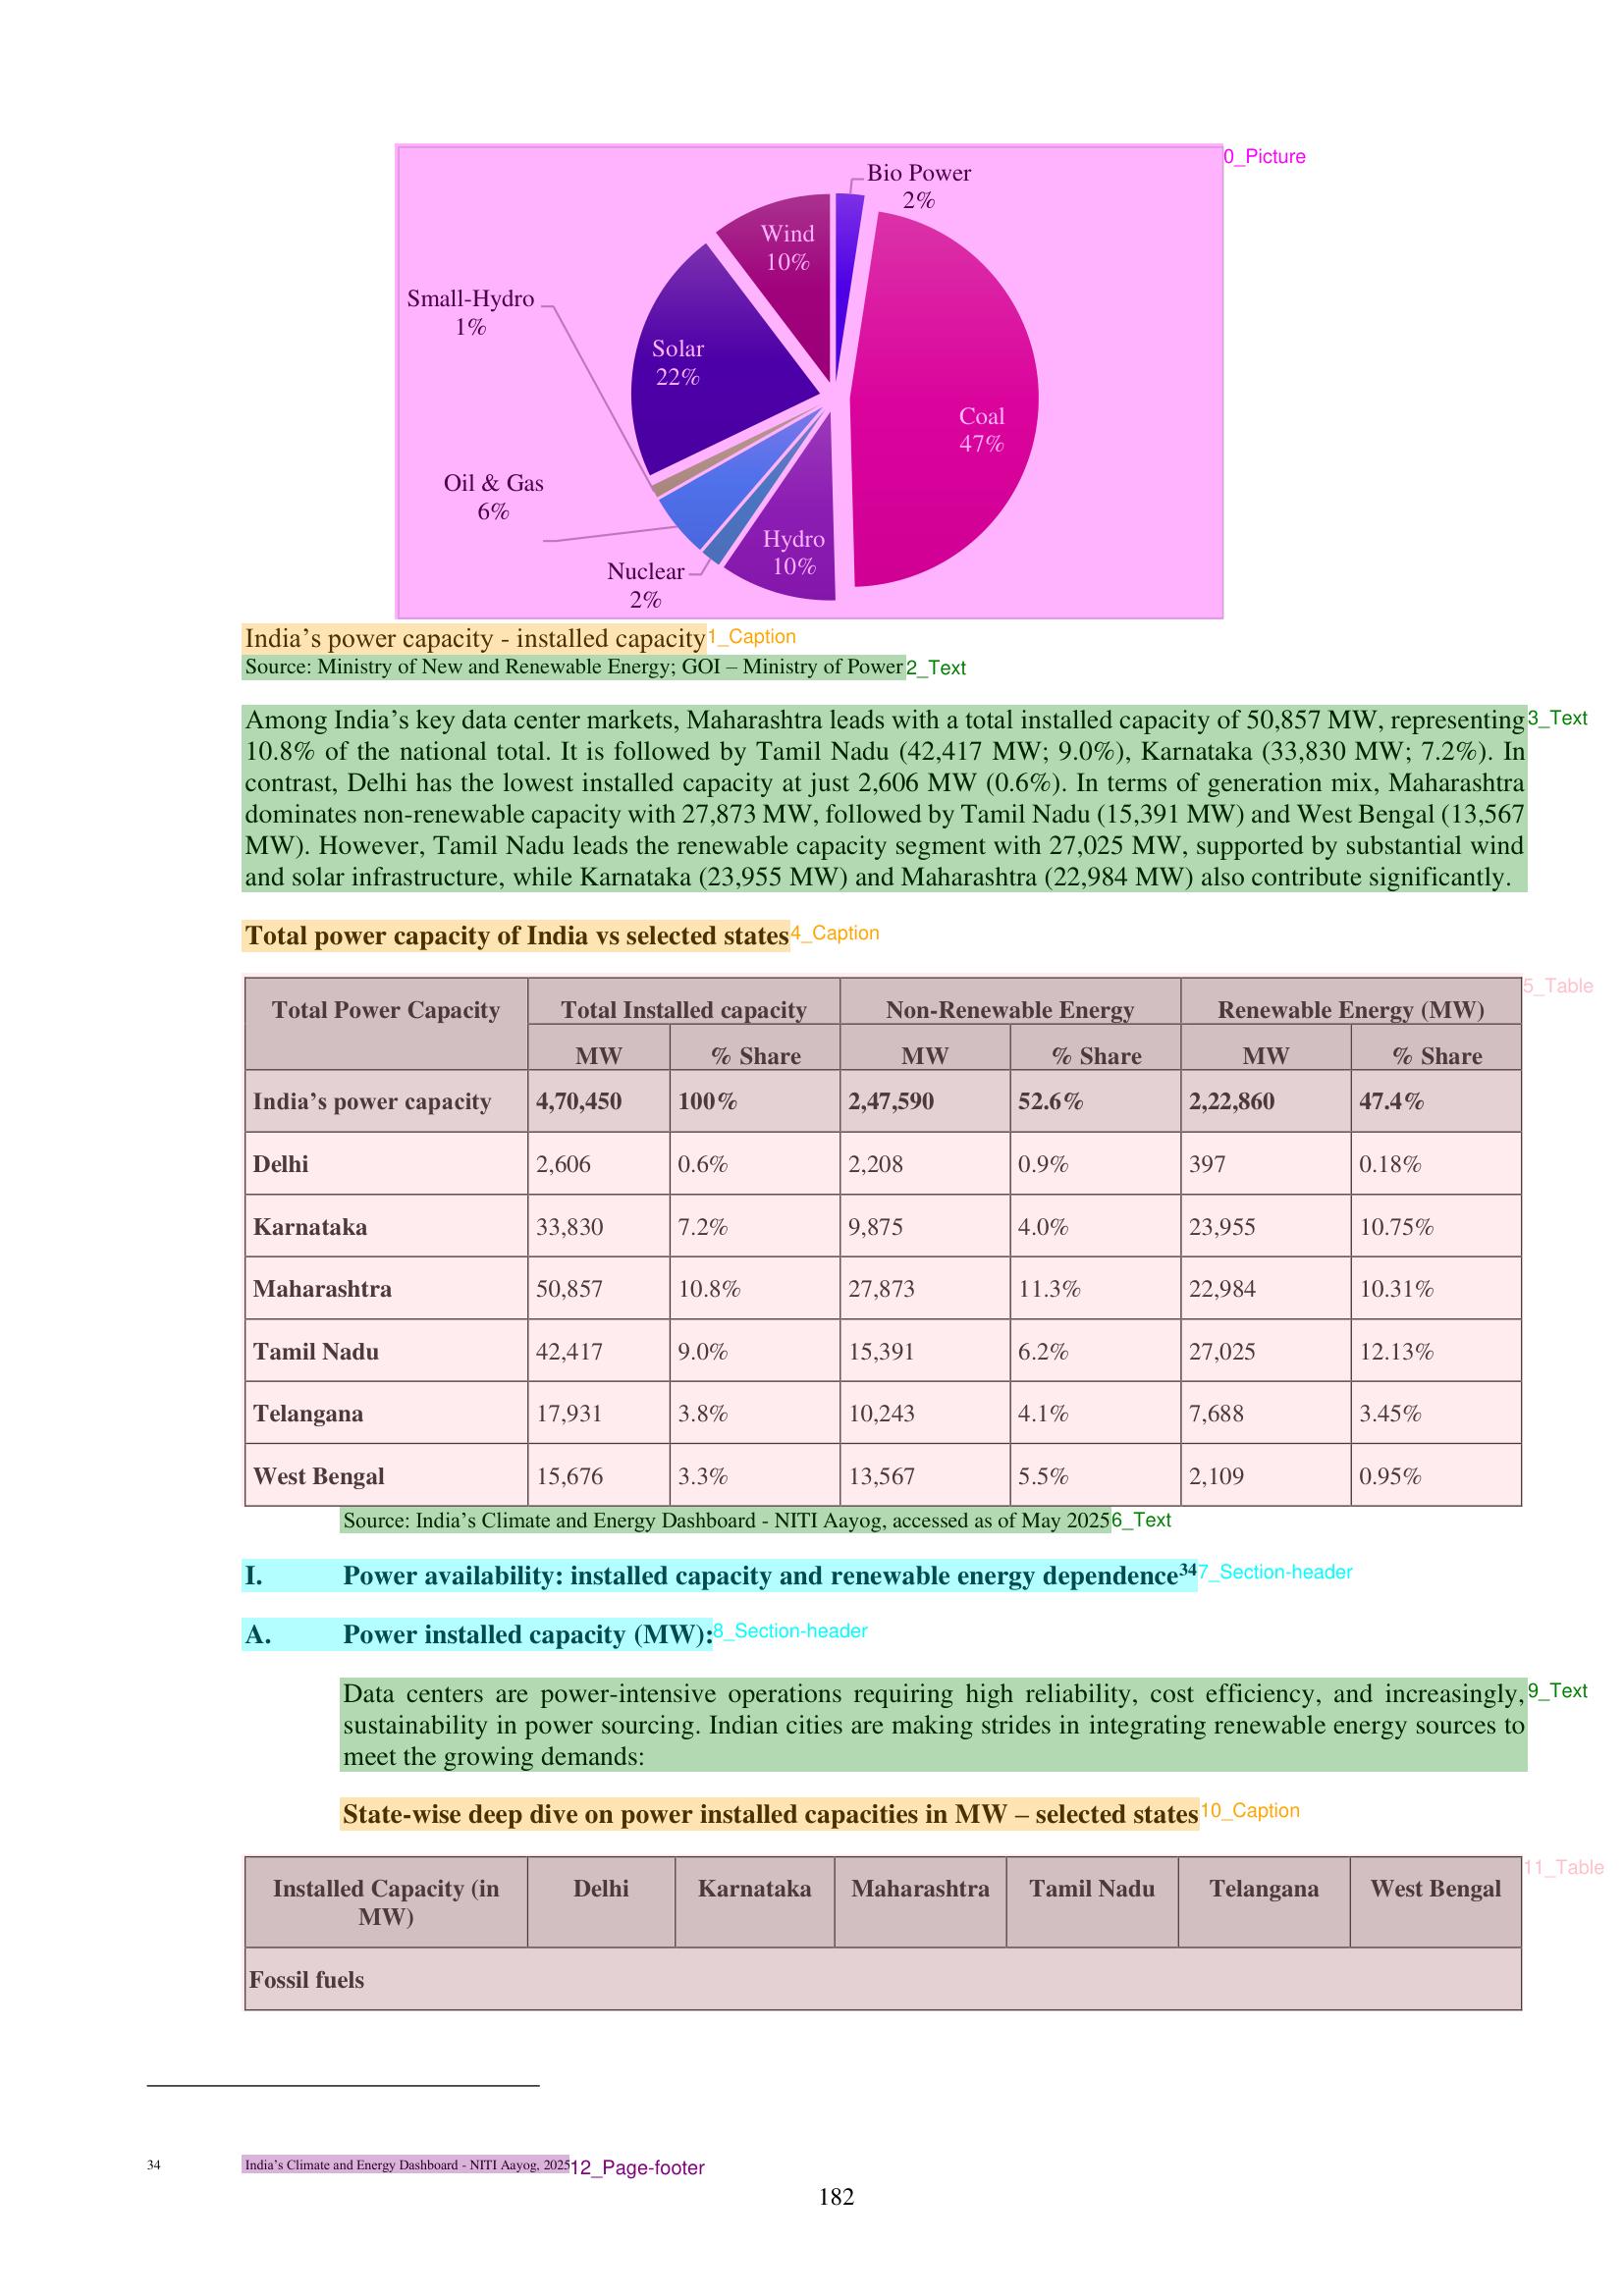 0_Picture
Bio Power
2%
Wind
10%
Small-Hydro
1%
Solar
22%
Coal
47%
Oil & Gas
6%
Hydro
10%
Nuclear
2%
India’s power capacity - installed capacity 1_Caption
Source: Ministry of New and Renewable Energy; GOI – Ministry of Power 2_Text
Among India’s key data center markets, Maharashtra leads with a total installed capacity of 50,857 MW, representing 3_Text
10.8% of the national total. It is followed by Tamil Nadu (42,417 MW; 9.0%), Karnataka (33,830 MW; 7.2%). In
contrast, Delhi has the lowest installed capacity at just 2,606 MW (0.6%). In terms of generation mix, Maharashtra
dominates non-renewable capacity with 27,873 MW, followed by Tamil Nadu (15,391 MW) and West Bengal (13,567
MW). However, Tamil Nadu leads the renewable capacity segment with 27,025 MW, supported by substantial wind
and solar infrastructure, while Karnataka (23,955 MW) and Maharashtra (22,984 MW) also contribute significantly.
Total power capacity of India vs selected states 4_Caption
5_Table
Total Power Capacity Total Installed capacity Non-Renewable Energy Renewable Energy (MW)
MW % Share MW % Share MW % Share
India’s power capacity 4,70,450 100% 2,47,590 52.6% 2,22,860 47.4%
Delhi 2,606 0.6% 2,208 0.9% 397 0.18%
Karnataka 33,830 7.2% 9,875 4.0% 23,955 10.75%
Maharashtra 50,857 10.8% 27,873 11.3% 22,984 10.31%
Tamil Nadu 42,417 9.0% 15,391 6.2% 27,025 12.13%
Telangana 17,931 3.8% 10,243 4.1% 7,688 3.45%
West Bengal 15,676 3.3% 13,567 5.5% 2,109 0.95%
Source: India’s Climate and Energy Dashboard - NITI Aayog, accessed as of May 2025 6_Text
I. Power availability: installed capacity and renewable energy dependence³⁴ 7_Section-header
A. Power installed capacity (MW): 8_Section-header
Data centers are power-intensive operations requiring high reliability, cost efficiency, and increasingly, 9_Text
sustainability in power sourcing. Indian cities are making strides in integrating renewable energy sources to
meet the growing demands:
State-wise deep dive on power installed capacities in MW – selected states 10_Caption
11_Table
Installed Capacity (in Delhi Karnataka Maharashtra Tamil Nadu Telangana West Bengal
MW)
Fossil fuels
34 India’s Climate and Energy Dashboard - NITI Aayog, 2025 12_Page-footer
182